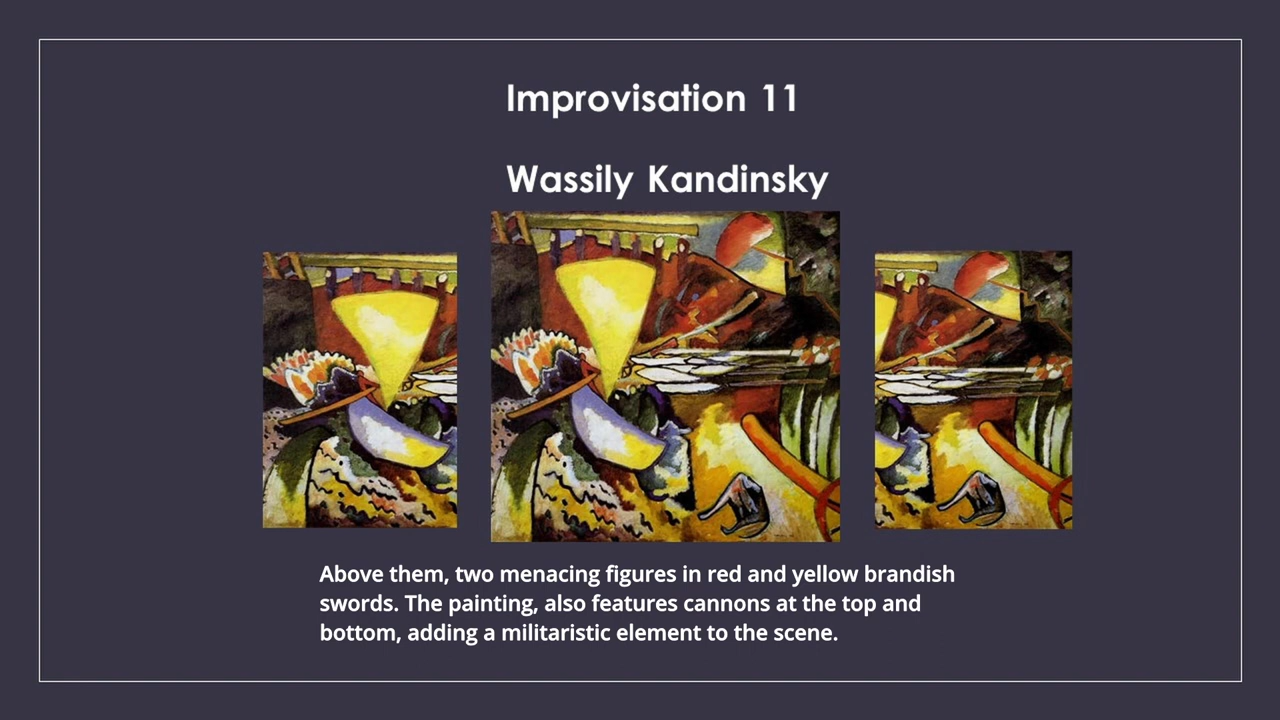 Improvisation 11
Wassily Kandinsky
Above them, two menacing figures in red and yellow brandish
swords. The painting, also features cannons at the top and
bottom, adding a militaristic element to the scene.